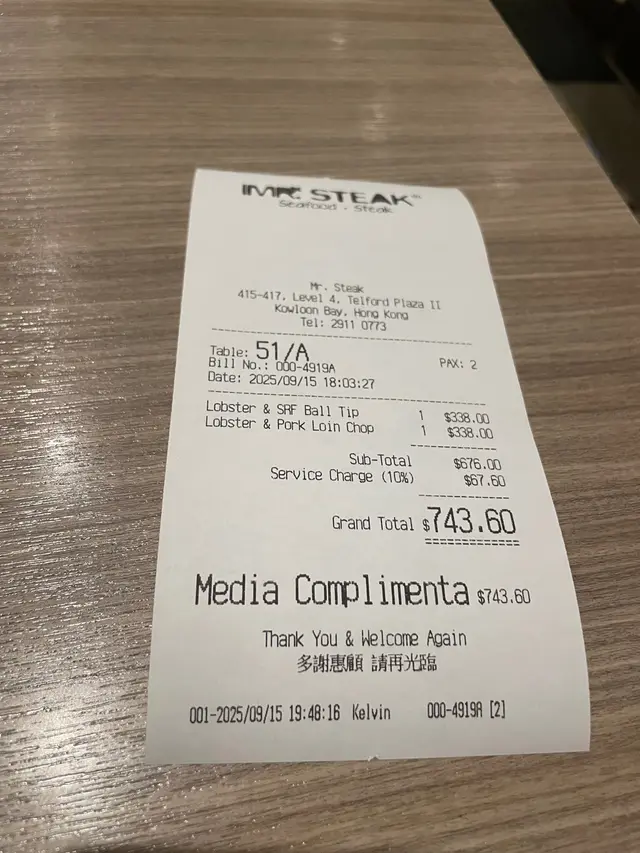 MR. STEAK
Seafood . Steak
Mr. Steak
415-417, Level 4, Telford Plaza II
Kowloon Bay, Hong Kong
Tel: 2911 0773
Table: 51/A PAX: 2
Bill No.: 000-4919A
Date: 2025/09/15 18:03:27
Lobster & SRF Ball Tip 1 $338.00
Lobster & Pork Loin Chop 1 $338.00
Sub-Total $676.00
Service Charge (10%) $67.60
Grand Total $743.60
Media Complimenta $743.60
Thank You & Welcome Again
多謝惠顧 請再光臨
001-2025/09/15 19:48:16 Kelvin 000-4919A [2]